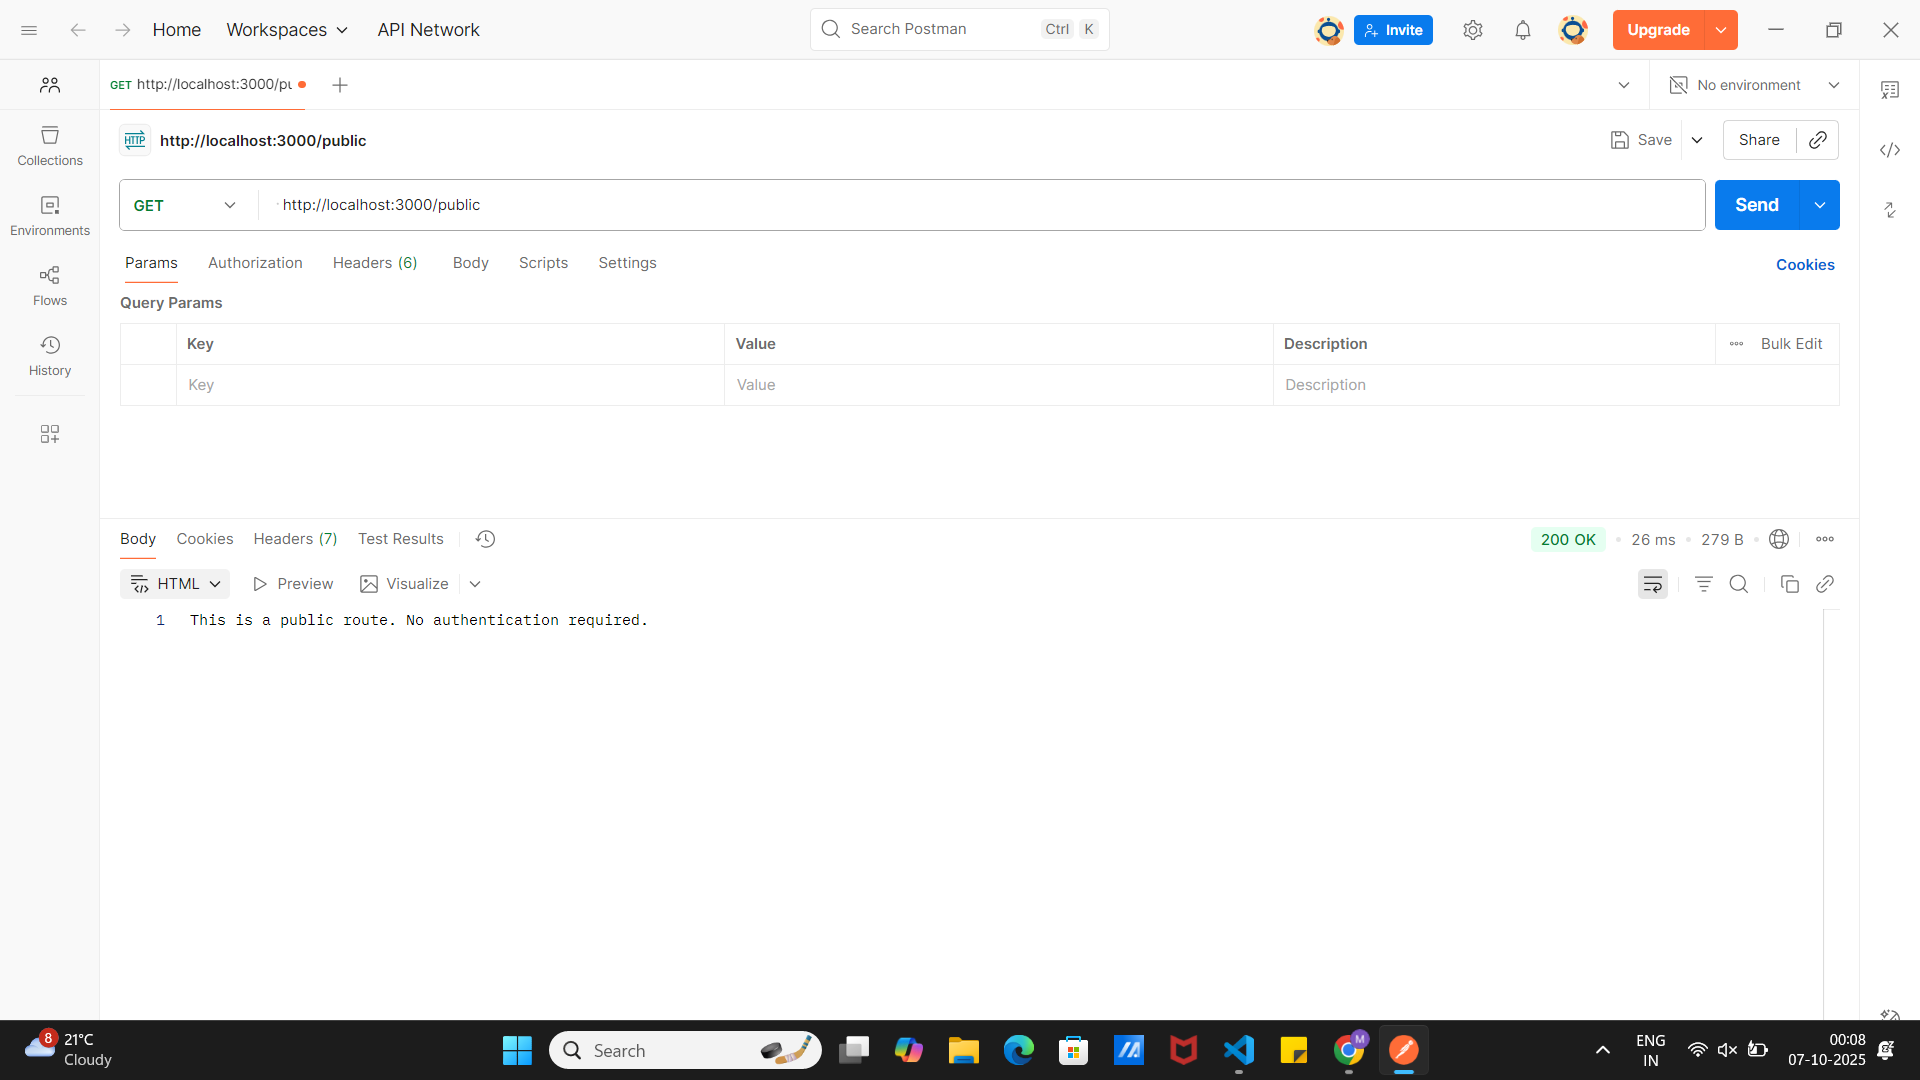 Home Workspaces API Network Search Postman Ctrl K Invite Upgrade
GET http://localhost:3000/pu No environment
HTTP http://localhost:3000/public Save Share
Collections
GET http://localhost:3000/public Send
Environments
Params Authorization Headers (6) Body Scripts Settings Cookies
Flows
Query Params
Key Value Description Bulk Edit
History
Key Value Description
Body Cookies Headers (7) Test Results 200 OK 26 ms 279 B
HTML Preview Visualize
1 This is a public route. No authentication required.
8 21°C
Cloudy
Search
M
ENG
IN
00:08
07-10-2025